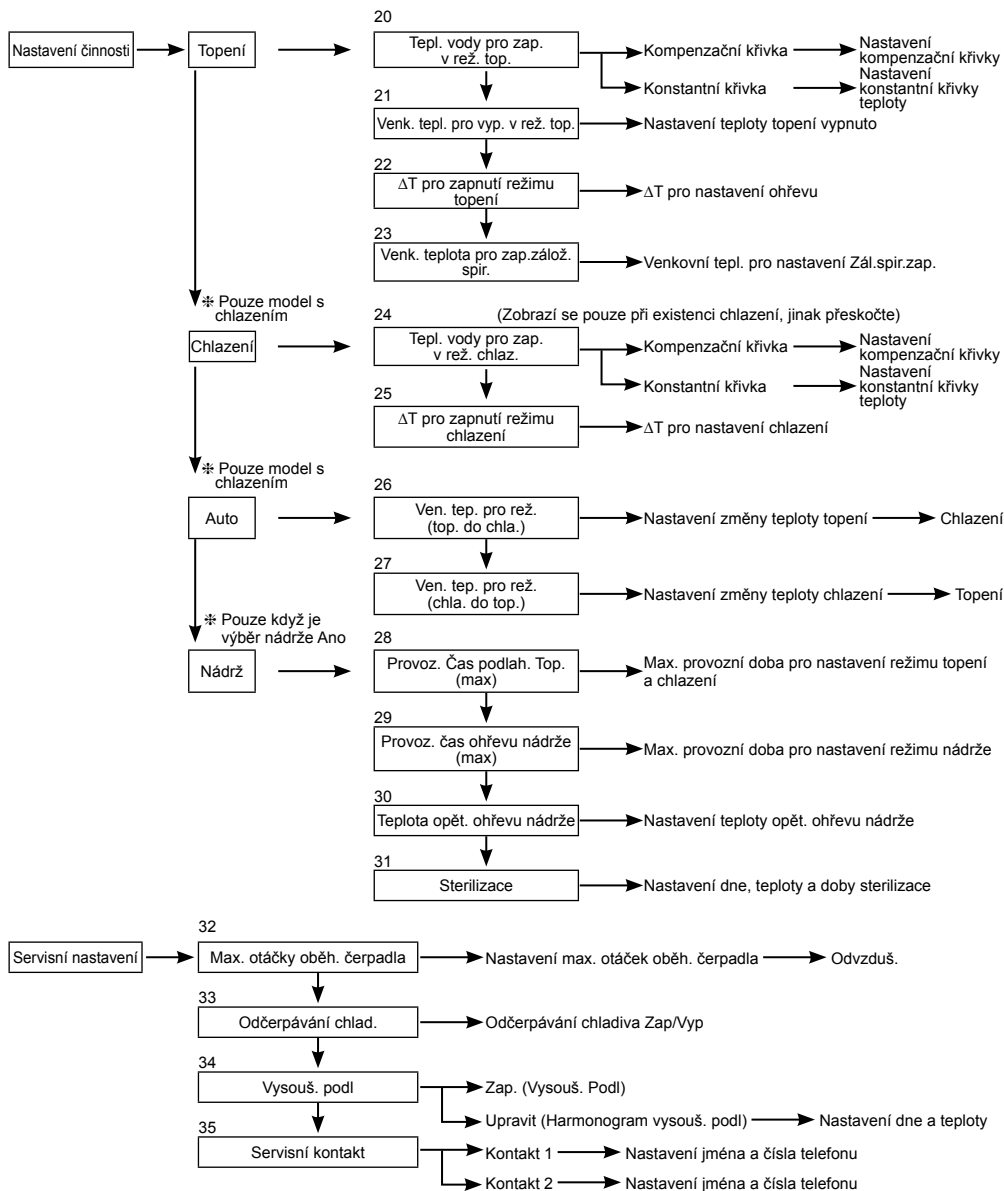 20
Nastavení činnosti
Topení
Tepl. vody pro zap.
v rež. top.
Kompenzační křivka
Nastavení
kompenzační křivky
Konstantní křivka
Nastavení
konstantní křivky
teploty
21
Venk. tepl. pro vyp. v rež. top.
Nastavení teploty topení vypnuto
22
∆T pro zapnutí režimu
topení
∆T pro nastavení ohřevu
23
Venk. teplota pro zap.zálož.
spir.
Venkovní tepl. pro nastavení Zál.spir.zap.
❈ Pouze model s
chlazením
24
(Zobrazí se pouze při existenci chlazení, jinak přeskočte)
Chlazení
Tepl. vody pro zap.
v rež. chlaz.
Kompenzační křivka
Nastavení
kompenzační křivky
Konstantní křivka
Nastavení
konstantní křivky
teploty
25
∆T pro zapnutí režimu
chlazení
∆T pro nastavení chlazení
❈ Pouze model s
chlazením
26
Auto
Ven. tep. pro rež.
(top. do chla.)
Nastavení změny teploty topení
Chlazení
27
Ven. tep. pro rež.
(chla. do top.)
Nastavení změny teploty chlazení
Topení
❈ Pouze když je
výběr nádrže Ano
28
Nádrž
Provoz. Čas podlah. Top.
(max)
Max. provozní doba pro nastavení režimu topení
a chlazení
29
Provoz. čas ohřevu nádrže
(max)
Max. provozní doba pro nastavení režimu nádrže
30
Teplota opět. ohřevu nádrže
Nastavení teploty opět. ohřevu nádrže
31
Sterilizace
Nastavení dne, teploty a doby sterilizace
32
Servisní nastavení
Max. otáčky oběh. čerpadla
Nastavení max. otáček oběh. čerpadla
Odvzduš.
33
Odčerpávání chlad.
Odčerpávání chladiva Zap/Vyp
34
Vysouš. podl
Zap. (Vysouš. Podl)
Upravit (Harmonogram vysouš. podl)
Nastavení dne a teploty
35
Servisní kontakt
Kontakt 1
Nastavení jména a čísla telefonu
Kontakt 2
Nastavení jména a čísla telefonu